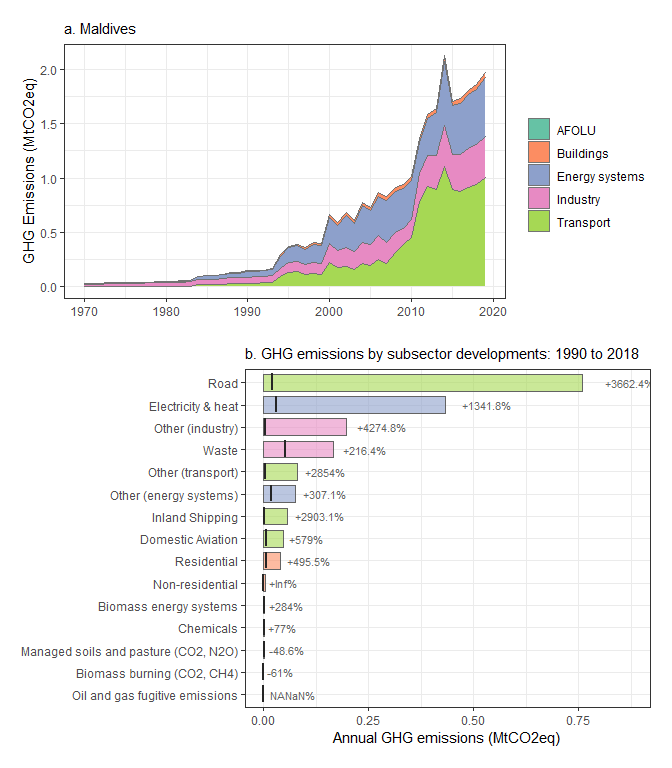 a. Maldives
GHG Emissions (MtCO2eq)
2.0
1.5
1.0
0.5
0.0
1970
1980
1990
2000
2010
2020
AFOLU
Buildings
Energy systems
Industry
Transport
b. GHG emissions by subsector developments: 1990 to 2018
Road +3662.4%
Electricity & heat +1341.8%
Other (industry) +4274.8%
Waste +216.4%
Other (transport) +2854%
Other (energy systems) +307.1%
Inland Shipping +2903.1%
Domestic Aviation +579%
Residential +495.5%
Non-residential +Inf%
Biomass energy systems +284%
Chemicals +77%
Managed soils and pasture (CO2, N2O) -48.6%
Biomass burning (CO2, CH4) -61%
Oil and gas fugitive emissions NANaN%
0.00
0.25
0.50
0.75
Annual GHG emissions (MtCO2eq)